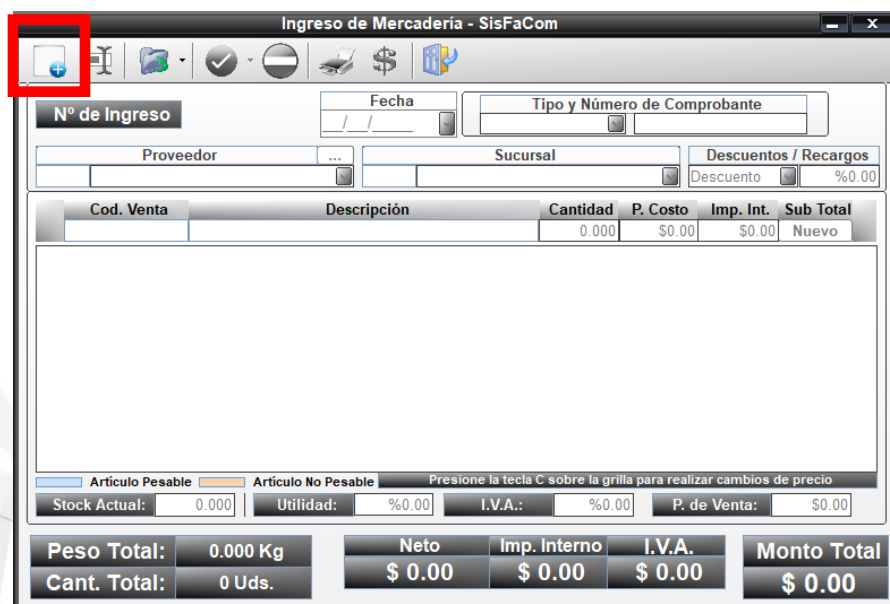 Ingreso de Mercadería - SisFaCom
Nº de Ingreso
Fecha
__/__/____
Tipo y Número de Comprobante
Proveedor
...
Sucursal
Descuentos / Recargos
Descuento
%0.00
Cod. Venta Descripción Cantidad P. Costo Imp. Int. Sub Total
0.000 $0.00 $0.00 Nuevo
Artículo Pesable Artículo No Pesable Presione la tecla C sobre la grilla para realizar cambios de precio
Stock Actual: 0.000 Utilidad: %0.00 I.V.A.: %0.00 P. de Venta: $0.00
Peso Total: 0.000 Kg
Cant. Total: 0 Uds.
Neto Imp. Interno I.V.A.
$ 0.00 $ 0.00 $ 0.00
Monto Total
$ 0.00